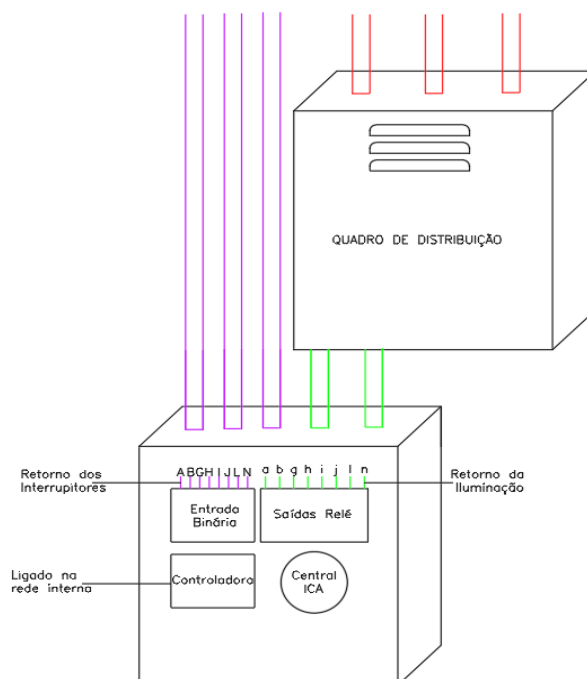 QUADRO DE DISTRIBUIÇÃO
ABGHIJLN
a b g h i j l n
Retorno dos
Interrupitores
Retorno da
Iluminação
Entrada
Binária
Saídas Relé
Ligado na
rede interna
Controladora
Central
ICA